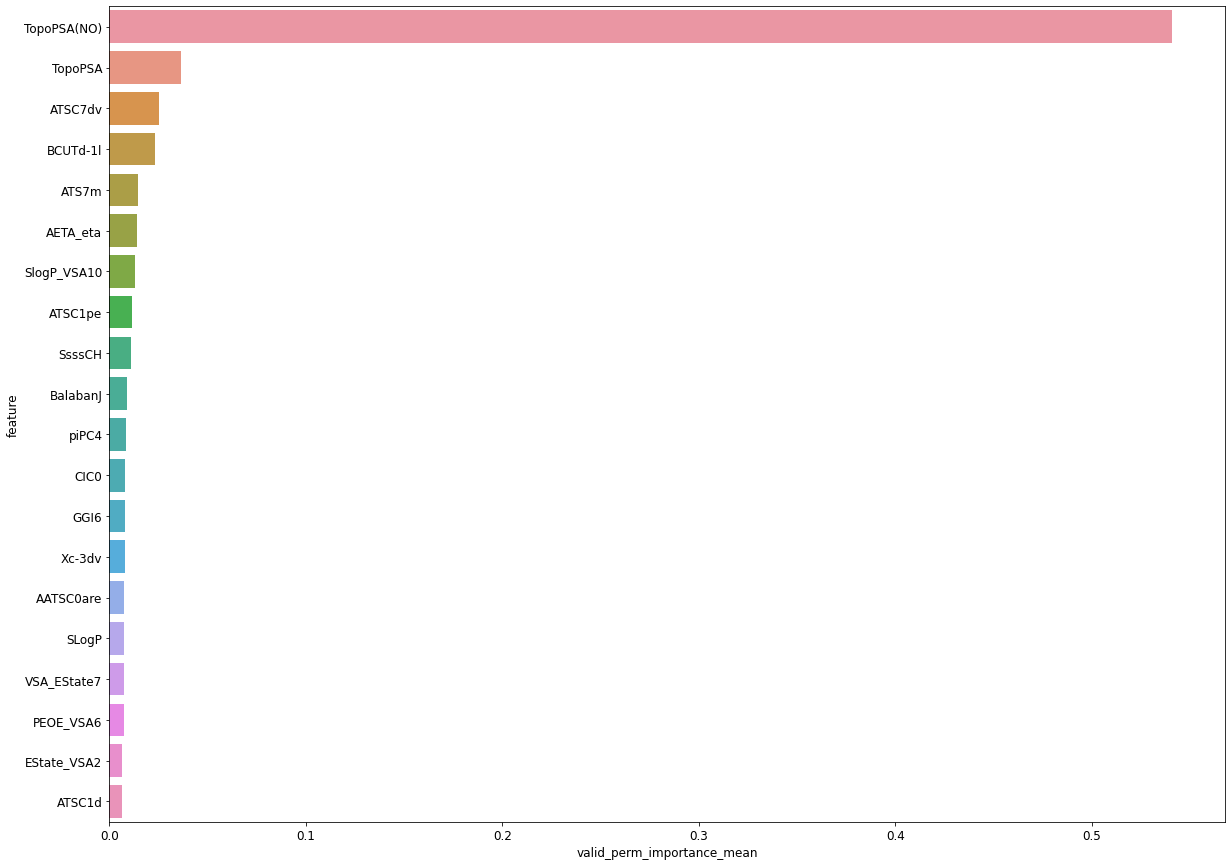 TopoPSA(NO)
TopoPSA
ATSC7dv
BCUTd-1l
ATS7m
AETA_eta
SlogP_VSA10
ATSC1pe
SsssCH
BalabanJ
piPC4
CIC0
GGI6
Xc-3dv
AATSC0are
SLogP
VSA_EState7
PEOE_VSA6
EState_VSA2
ATSC1d
feature
0.0 0.1 0.2 0.3 0.4 0.5
valid_perm_importance_mean